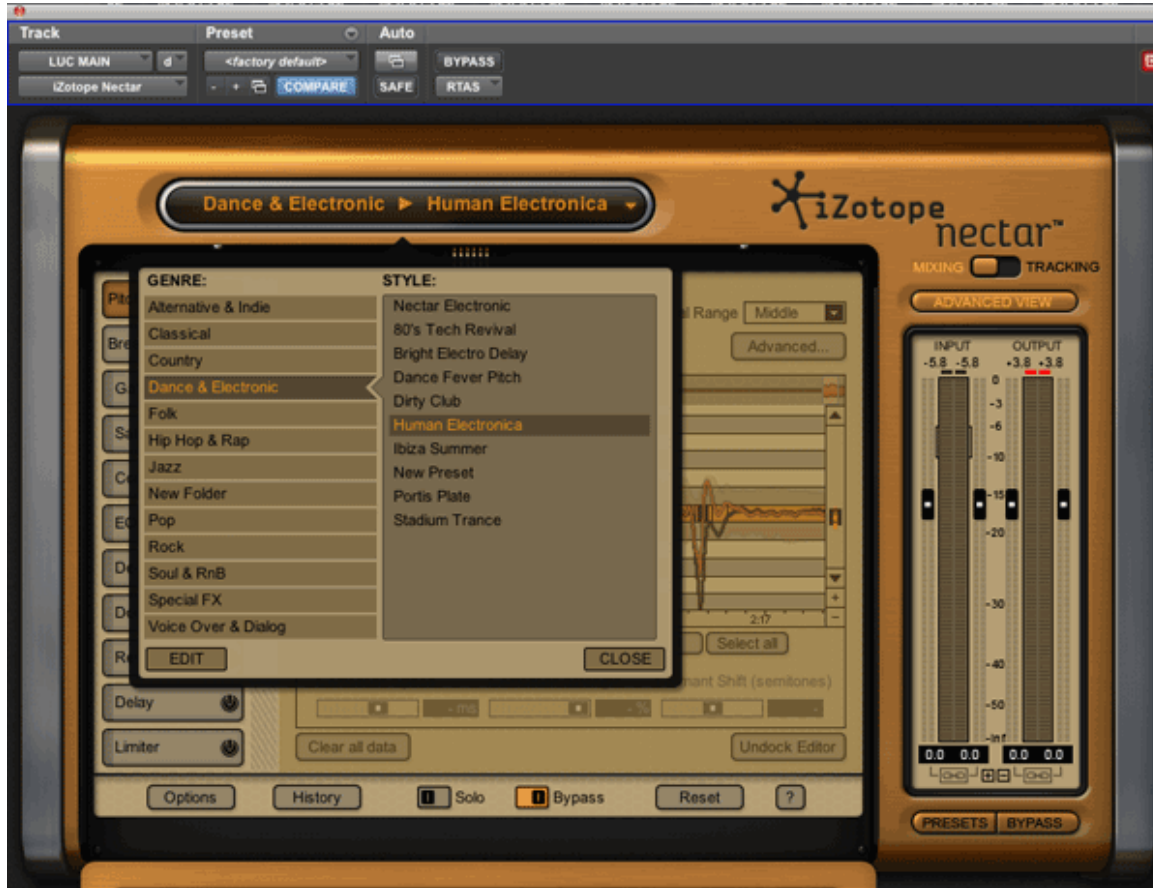 Track Preset Auto
LUC MAIN d <factory default> BYPASS
iZotope Nectar - + COMPARE SAFE RTAS
Dance & Electronic Human Electronica
iZotope
nectar™
MIXING TRACKING
ADVANCED VIEW
GENRE:
Alternative & Indie
Classical
Country
Dance & Electronic
Folk
Hip Hop & Rap
Jazz
New Folder
Pop
Rock
Soul & RnB
Special FX
Voice Over & Dialog
EDIT
STYLE:
Nectar Electronic
80's Tech Revival
Bright Electro Delay
Dance Fever Pitch
Dirty Club
Human Electronica
Ibiza Summer
New Preset
Portis Plate
Stadium Trance
CLOSE
Range Middle
Advanced...
2:17
Select all
Shift (semitones)
- ms - % -
Delay
Limiter
Clear all data Undock Editor
Options History Solo Bypass Reset ?
INPUT OUTPUT
-5.8 -5.8 +3.8 +3.8
0
-3
-6
-10
-15
-20
-30
-40
-50
-Inf
0.0 0.0 0.0 0.0
PRESETS BYPASS